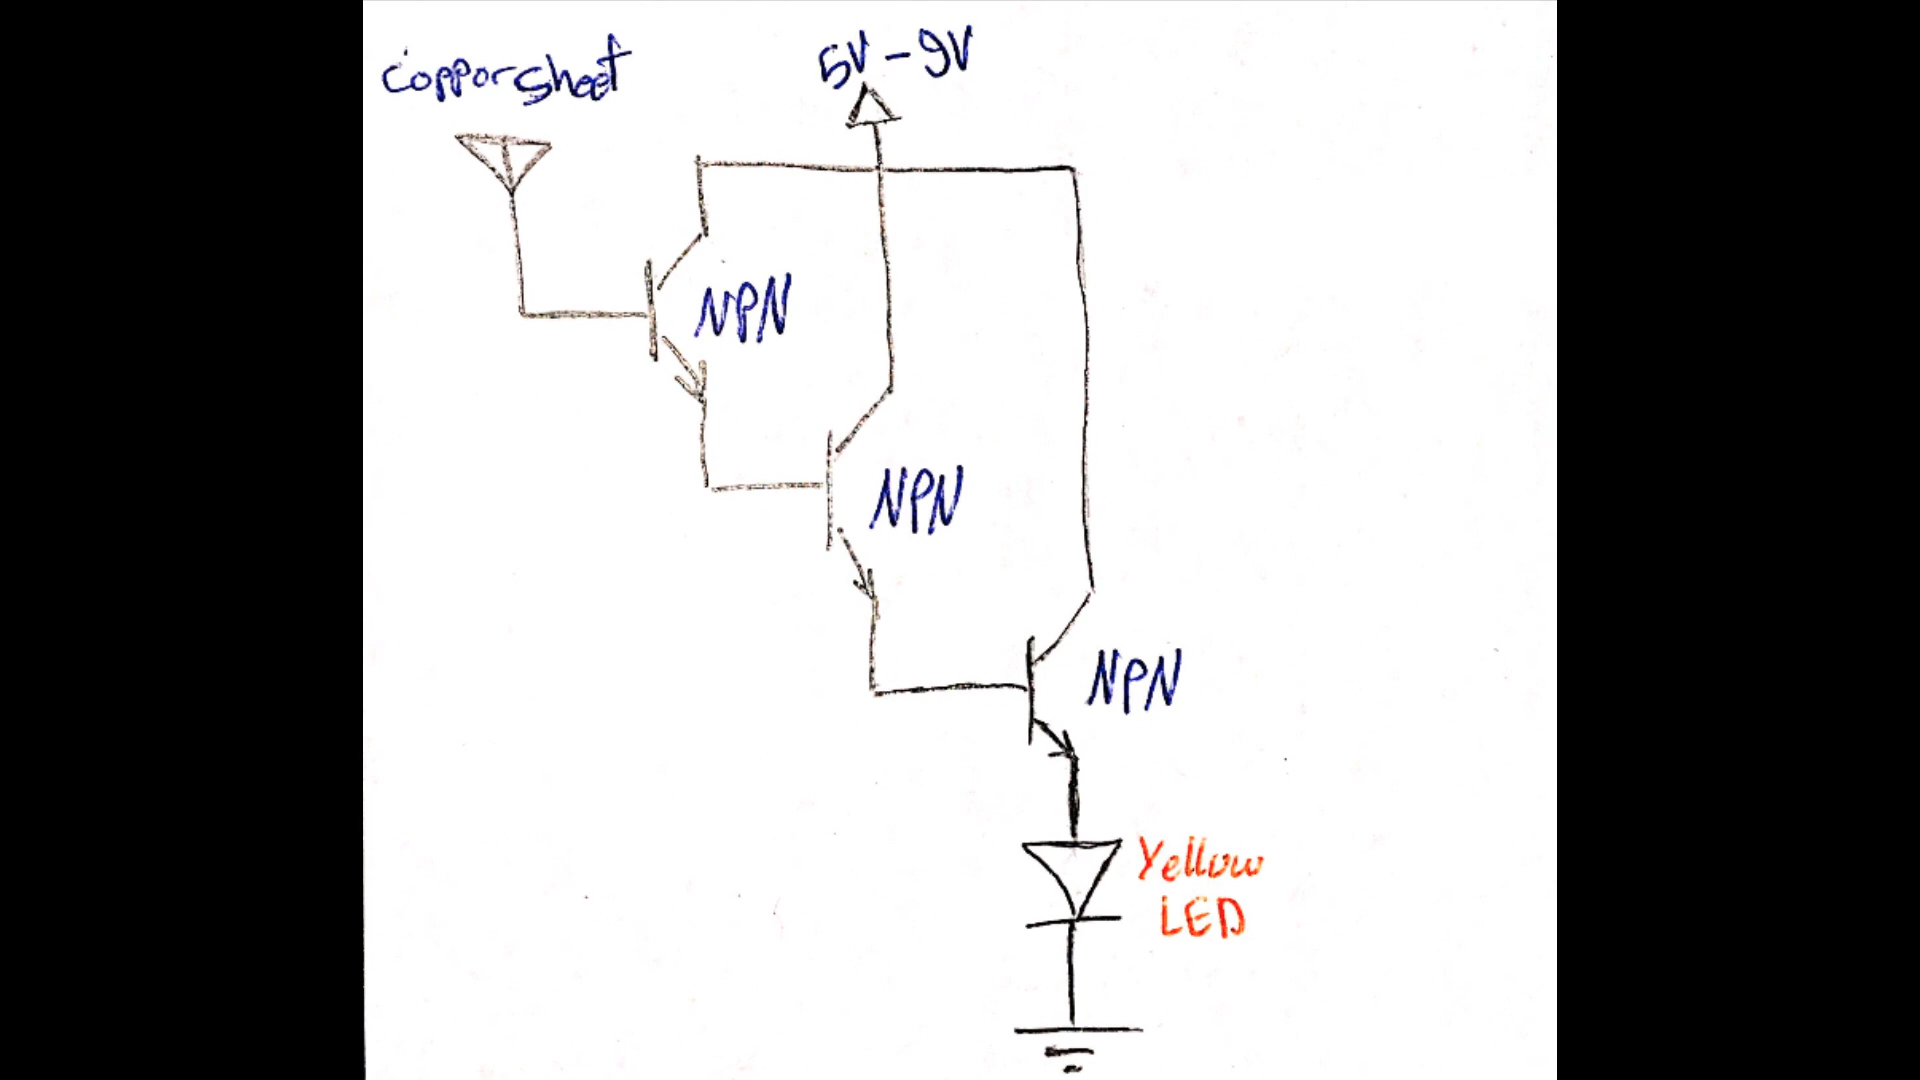 Coppor sheet
5V - 9V
NPN
NPN
NPN
Yellow
LED